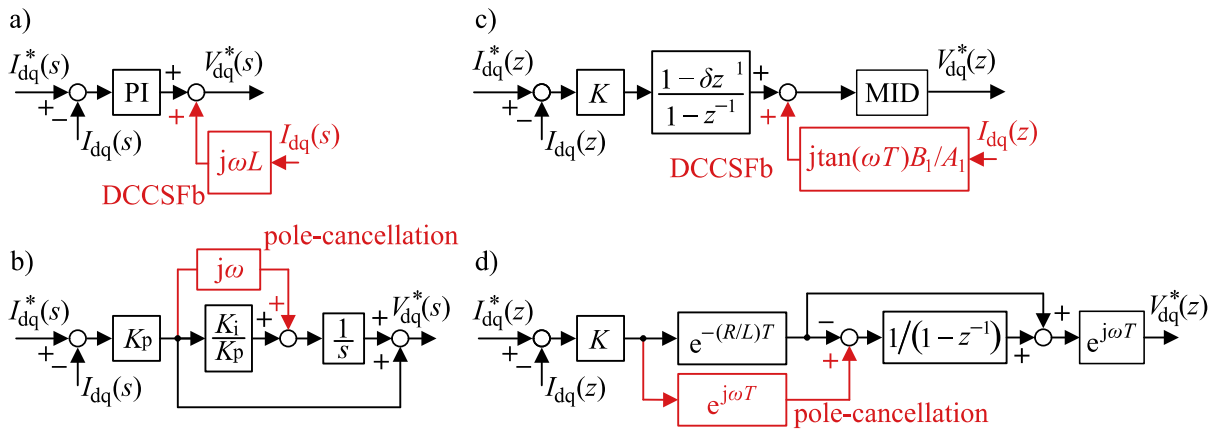 a)
I*dq(s)
+
−
Idq(s)
PI
+
+
V*dq(s)
Idq(s)
jωL
DCCSFb
c)
I*dq(z)
+
−
Idq(z)
K
1−δz 1
1−z−1
+
+
MID
V*dq(z)
Idq(z)
jtan(ωT)B1/A1
DCCSFb
b)
pole-cancellation
jω
I*dq(s)
+
−
Idq(s)
Kp
Ki
Kp
+
+
1
s
+
+
V*dq(s)
d)
I*dq(z)
+
−
Idq(z)
K
e−(R/L)T
−
+
1/(1−z−1)
+
+
ejωT
V*dq(z)
ejωT
pole-cancellation